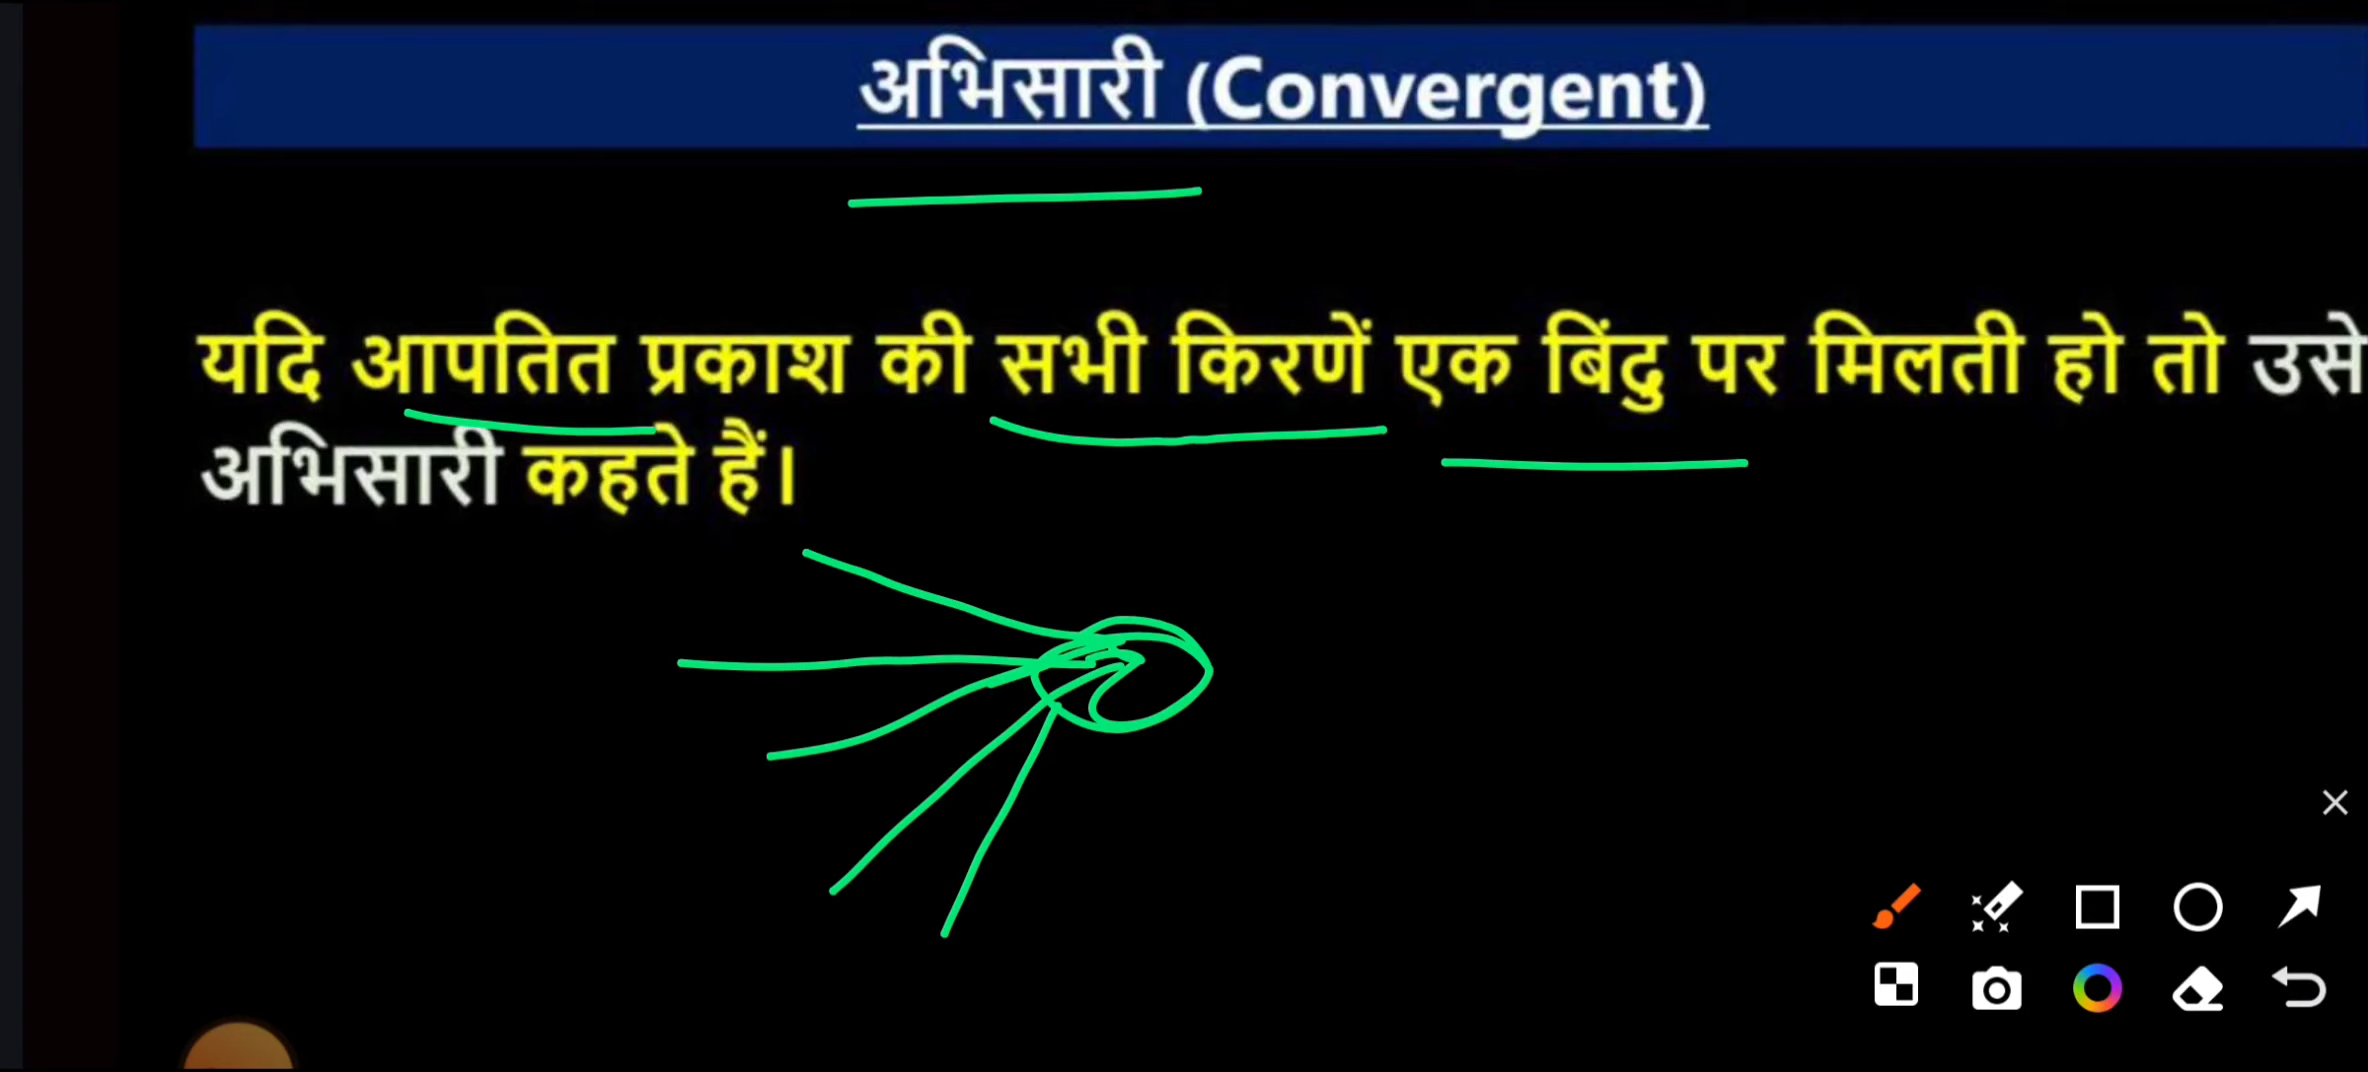 अभिसारी (Convergent)
यदि आपतित प्रकाश की सभी किरणें एक बिंदु पर मिलती हो तो उसे
अभिसारी कहते हैं।